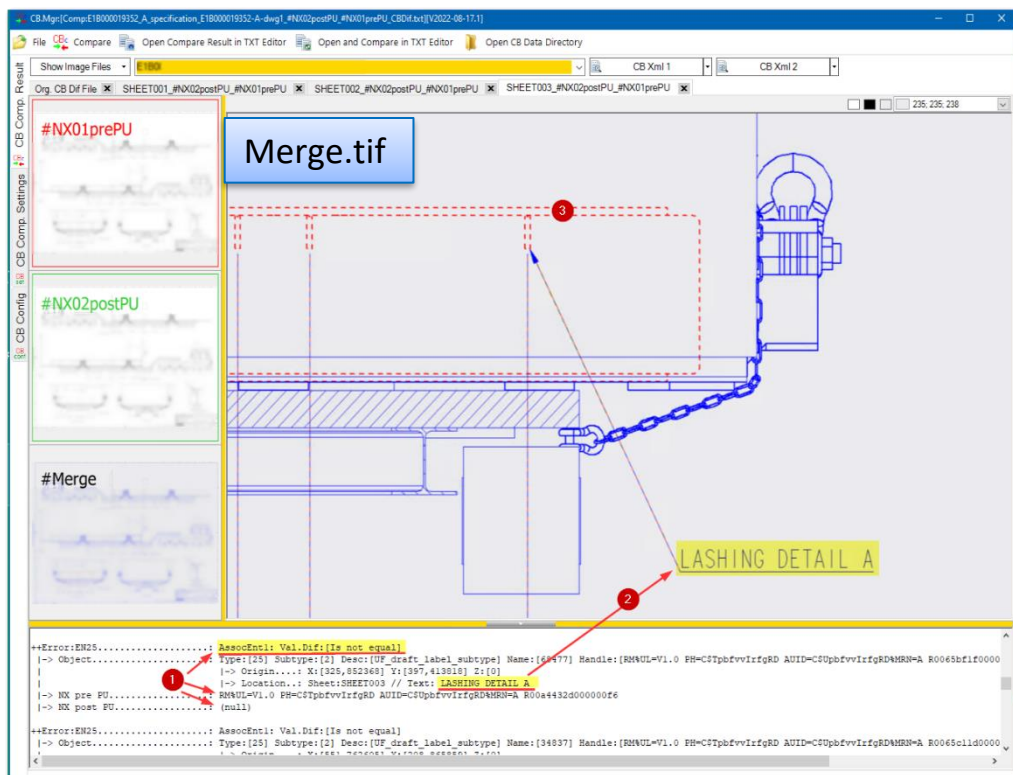 CB.Mgr:[Comp:E1B000019352_A_specification_E1B000019352-A-dwg1_#NX02postPU_#NX01prePU_CBDif.txt][V2022-08-17.1]
File CBc Compare Open Compare Result in TXT Editor Open and Compare in TXT Editor Open CB Data Directory
Show Image Files CB Xml 1 CB Xml 2
Org. CB Dif File SHEET001_#NX02postPU_#NX01prePU SHEET002_#NX02postPU_#NX01prePU SHEET003_#NX02postPU_#NX01prePU
235; 235; 238
CB Comp. Result
CB Comp. Settings
CB Config
#NX01prePU
Merge.tif
3
#NX02postPU
#Merge
LASHING DETAIL A
2
++Error:EN25......................: AssocEnt1: Val.Dif:[Is not equal]
|-> Object......................: Type:[25] Subtype:[2] Desc:[UF_draft_label_subtype] Name:[68477] Handle:[RM%UL=V1.0 PH=C$TpbfvvIrfgRD AUID=C$UpbfvvIrfgRD%MRN=A R0065bf1f0000
| |-> Origin....: X:[325,852368] Y:[397,413818] Z:[0]
1
| |-> Location..: Sheet:SHEET003 // Text: LASHING DETAIL A
|-> NX pre PU...................: RM%UL=V1.0 PH=C$TpbfvvIrfgRD AUID=C$UpbfvvIrfgRD%MRN=A R00a4432d000000f6
|-> NX post PU..................: (null)
++Error:EN25......................: AssocEnt1: Val.Dif:[Is not equal]
|-> Object......................: Type:[25] Subtype:[2] Desc:[UF_draft_label_subtype] Name:[34837] Handle:[RM%UL=V1.0 PH=C$TpbfvvIrfgRD AUID=C$UpbfvvIrfgRD%MRN=A R0065c11d0000